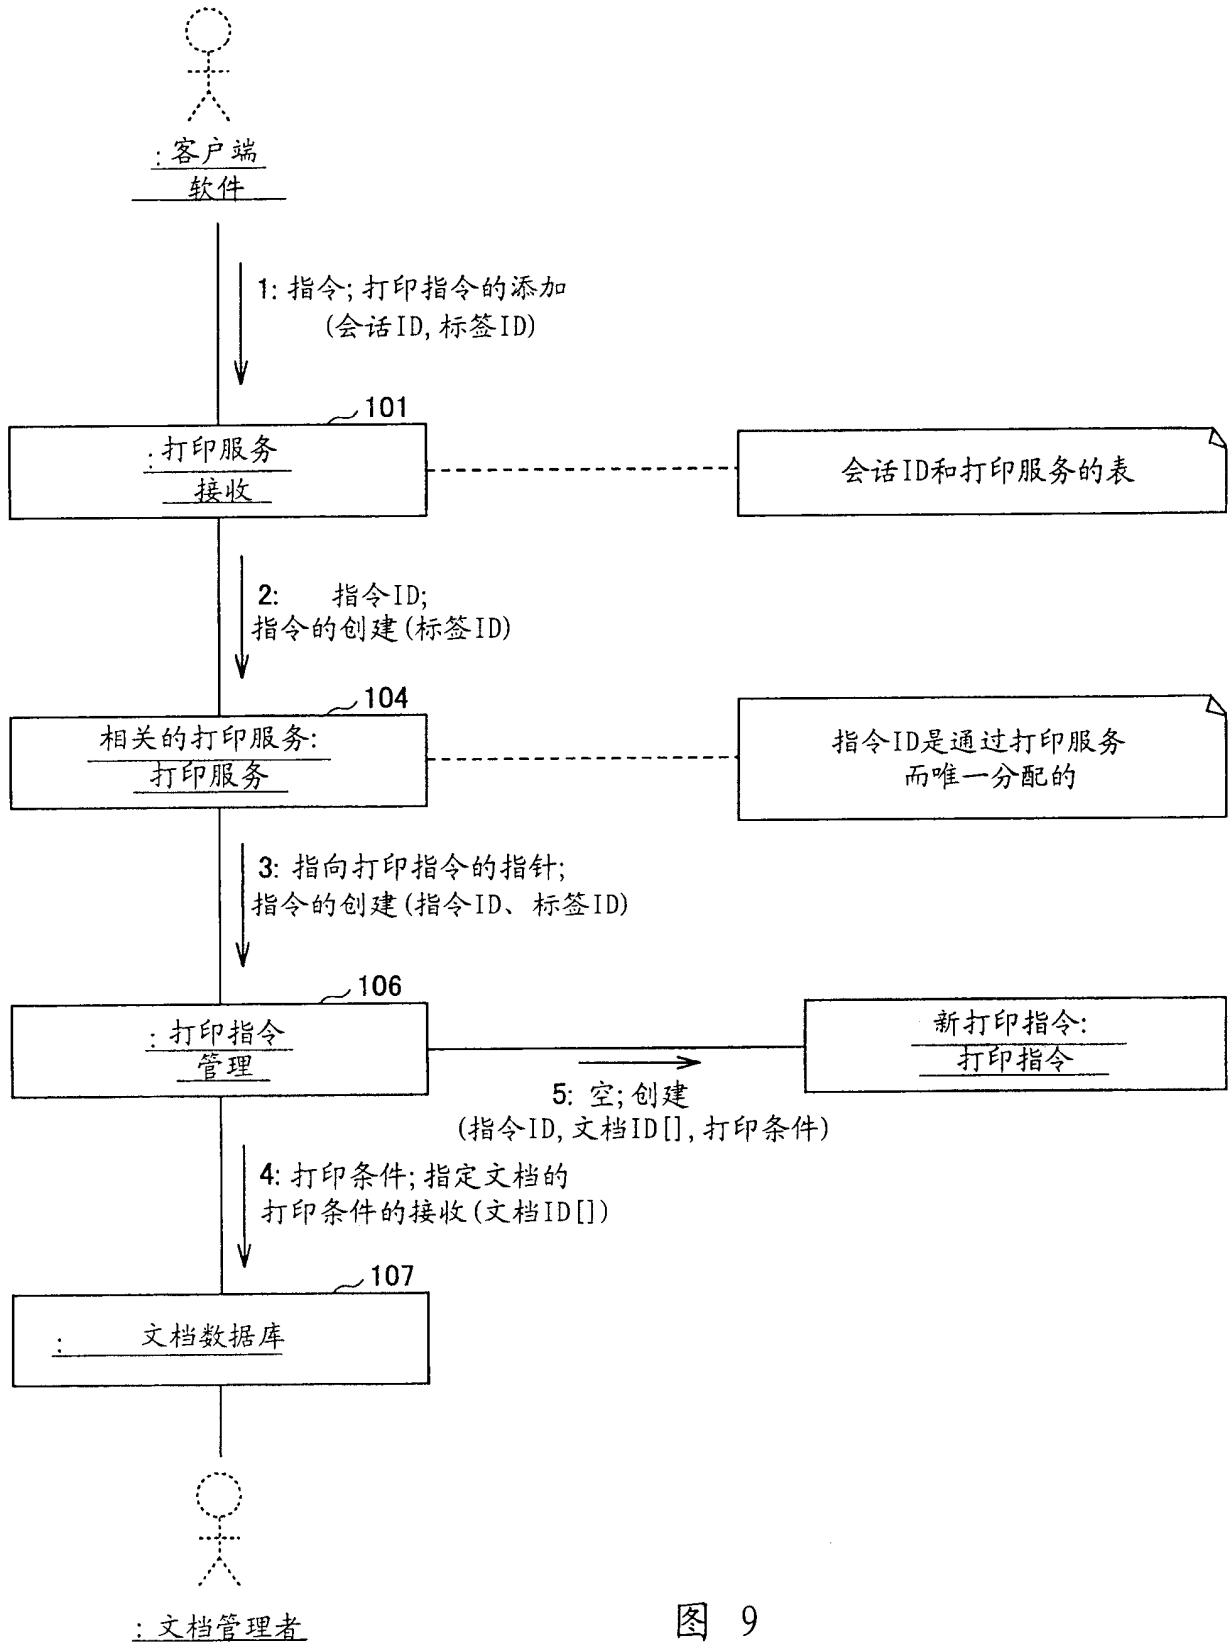 :客户端
软件
1: 指令;打印指令的添加
(会话ID,标签ID)
101
:打印服务
接收
会话ID和打印服务的表
2: 指令ID;
指令的创建(标签ID)
104
相关的打印服务:
打印服务
指令ID是通过打印服务
而唯一分配的
3: 指向打印指令的指针;
指令的创建(指令ID、标签ID)
106
:打印指令
管理
新打印指令:
打印指令
5: 空;创建
(指令ID,文档ID[],打印条件)
4: 打印条件;指定文档的
打印条件的接收(文档ID[])
107
: 文档数据库
:文档管理者
图 9